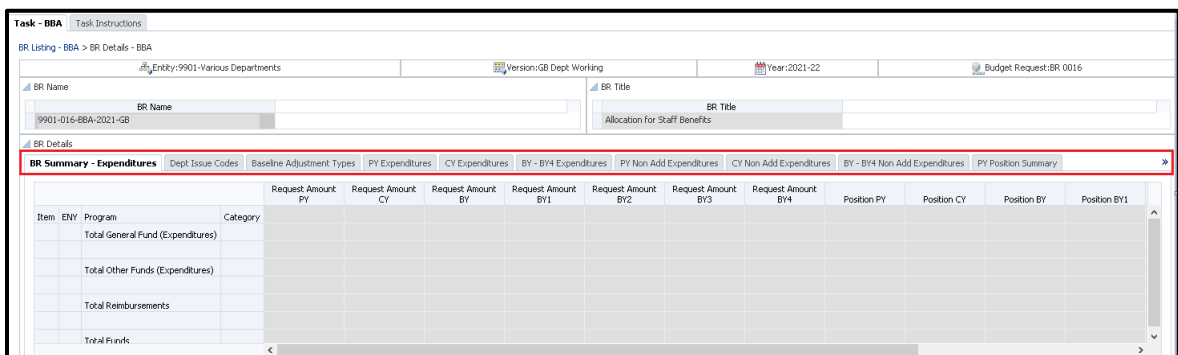 Task - BBA Task Instructions
BR Listing - BBA > BR Details - BBA
Entity:9901-Various Departments Version:GB Dept Working Year:2021-22 Budget Request:BR 0016
BR Name BR Title
BR Name BR Title
9901-016-BBA-2021-GB Allocation for Staff Benefits
BR Details
BR Summary - Expenditures Dept Issue Codes Baseline Adjustment Types PY Expenditures CY Expenditures BY - BY4 Expenditures PY Non Add Expenditures CY Non Add Expenditures BY - BY4 Non Add Expenditures PY Position Summary »
Request Amount PY Request Amount CY Request Amount BY Request Amount BY1 Request Amount BY2 Request Amount BY3 Request Amount BY4 Position PY Position CY Position BY Position BY1
Item ENY Program Category
Total General Fund (Expenditures)
Total Other Funds (Expenditures)
Total Reimbursements
Total Funds